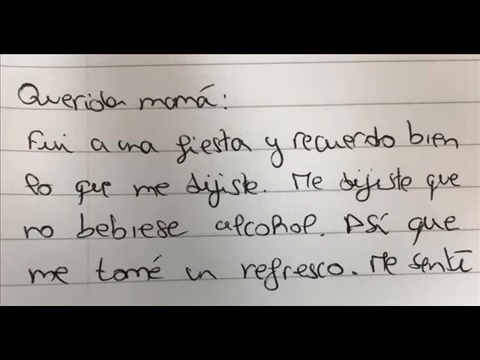 Querida mamá:
Fui a una fiesta y recuerdo bien
lo que me dijiste. Me dijiste que
no bebiese alcohol. Así que
me tomé un refresco. Me sentí